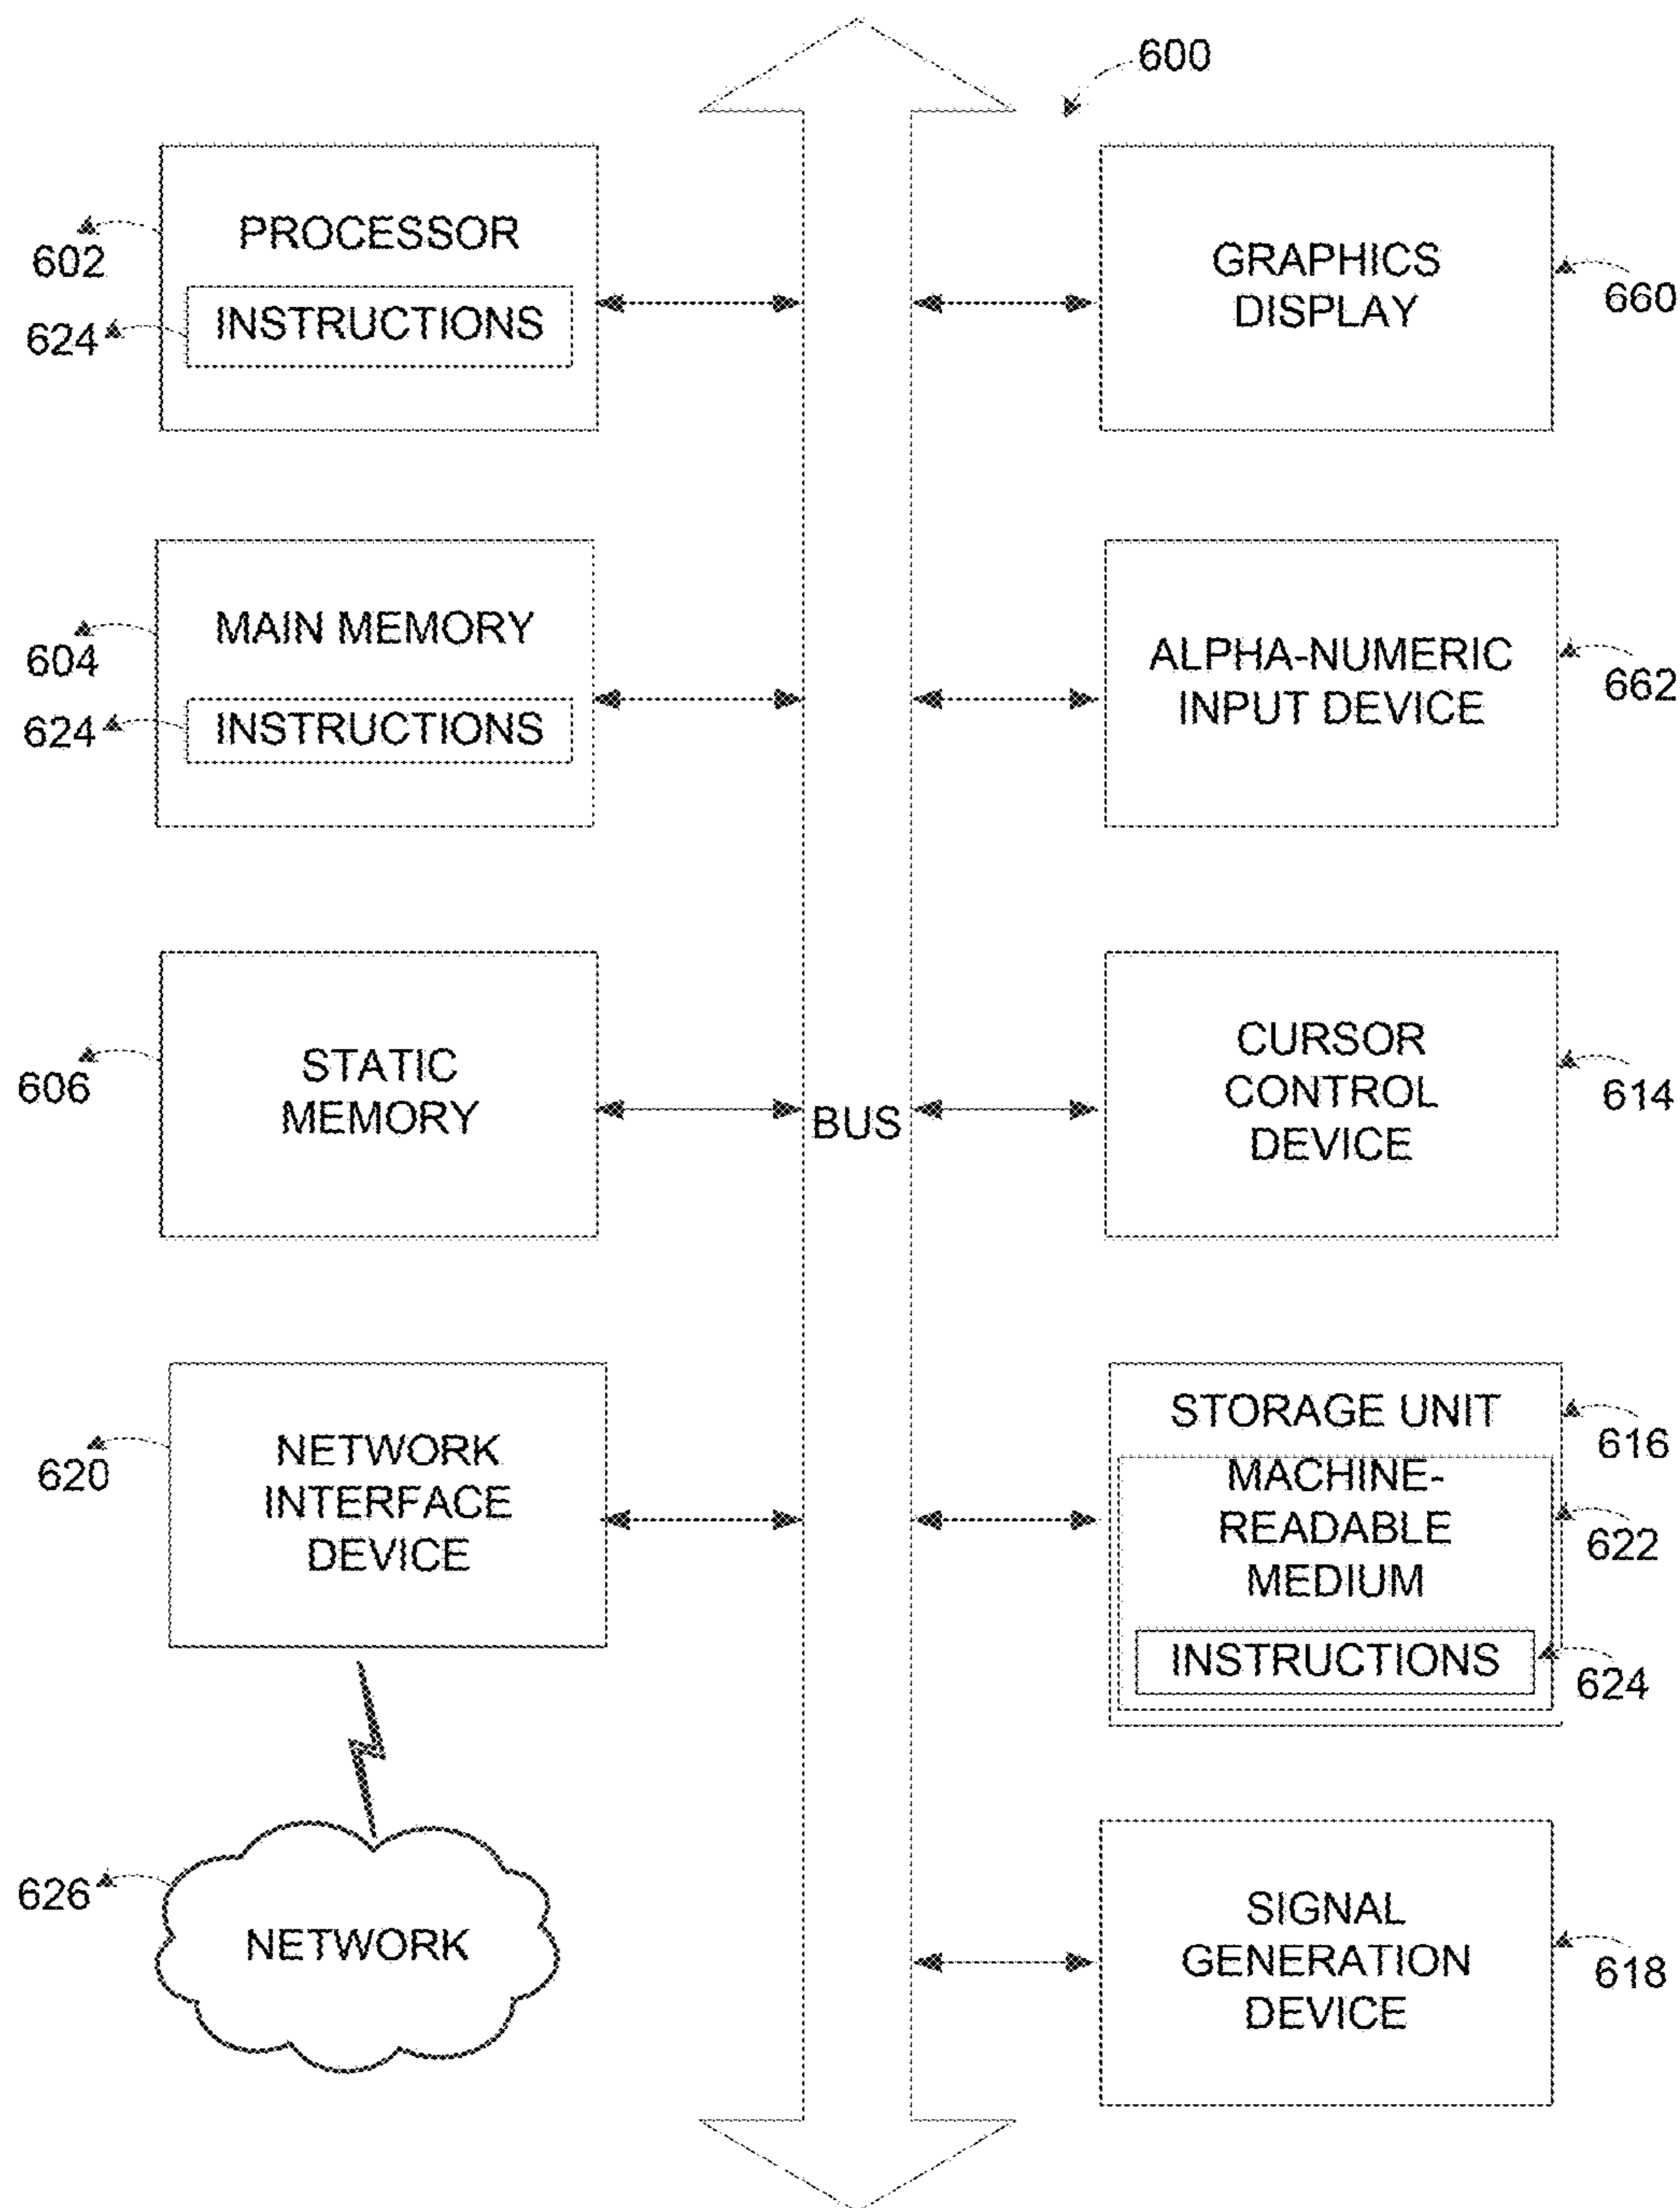 600
PROCESSOR
602
INSTRUCTIONS
624
GRAPHICS
DISPLAY
660
MAIN MEMORY
604
INSTRUCTIONS
624
ALPHA-NUMERIC
INPUT DEVICE
662
STATIC
MEMORY
606
BUS
CURSOR
CONTROL
DEVICE
614
NETWORK
INTERFACE
DEVICE
620
STORAGE UNIT
616
MACHINE-
READABLE
MEDIUM
622
INSTRUCTIONS
624
626
NETWORK
SIGNAL
GENERATION
DEVICE
618